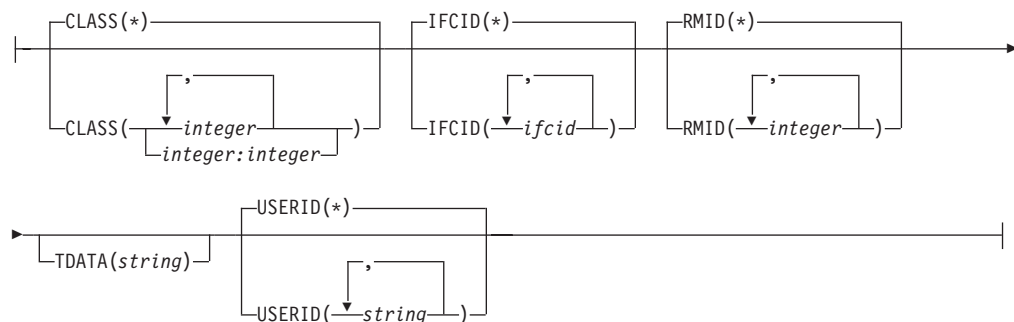 CLASS(*) IFCID(*) RMID(*)
, , ,
CLASS( integer ) IFCID( ifcid ) RMID( integer )
integer:integer
USERID(*)
TDATA(string)
,
USERID( string )